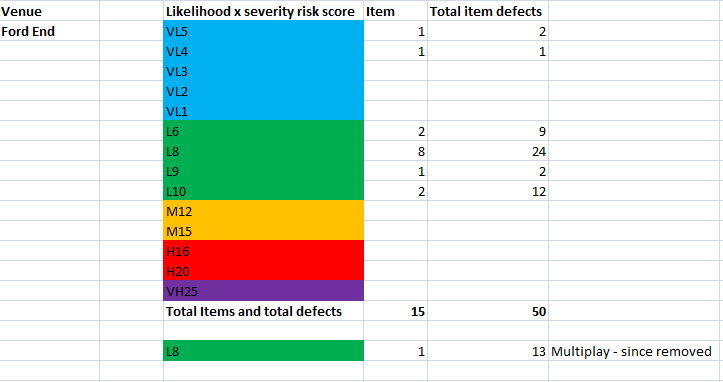 Venue Likelihood x severity risk score Item Total item defects
Ford End VL5 1 2
VL4 1 1
VL3
VL2
VL1
L6 2 9
L8 8 24
L9 1 2
L10 2 12
M12
M15
H16
H20
VH25
Total Items and total defects 15 50
L8 1 13 Multiplay - since removed